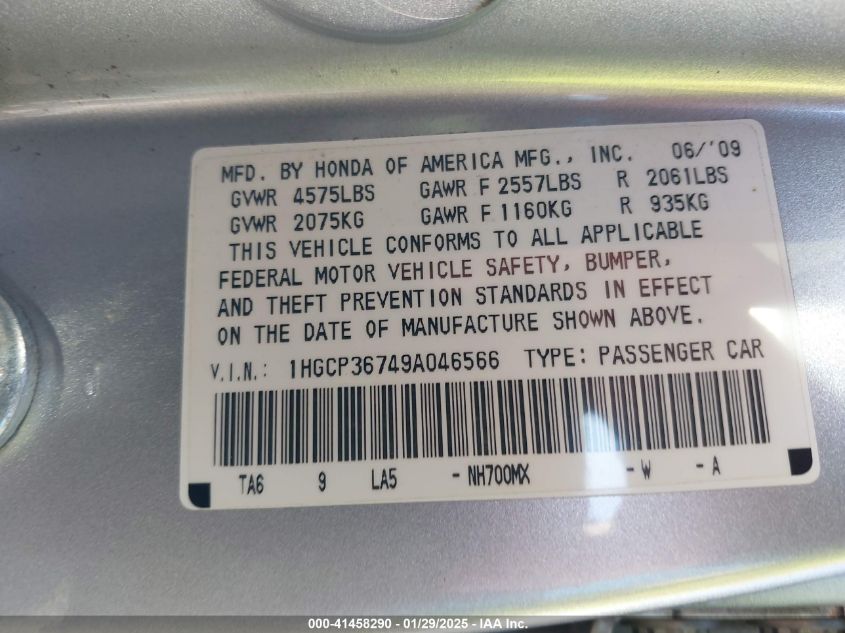 MFD. BY HONDA OF AMERICA MFG., INC. 06/'09
GVWR 4575LBS GAWR F 2557LBS R 2061LBS
GVWR 2075KG GAWR F 1160KG R 935KG
THIS VEHICLE CONFORMS TO ALL APPLICABLE
FEDERAL MOTOR VEHICLE SAFETY, BUMPER,
AND THEFT PREVENTION STANDARDS IN EFFECT
ON THE DATE OF MANUFACTURE SHOWN ABOVE.
V.I.N.: 1HGCP36749A046566 TYPE: PASSENGER CAR
TA6 9 LA5 -NH700MX -W -A
000-41458290 - 01/29/2025 - IAA Inc.